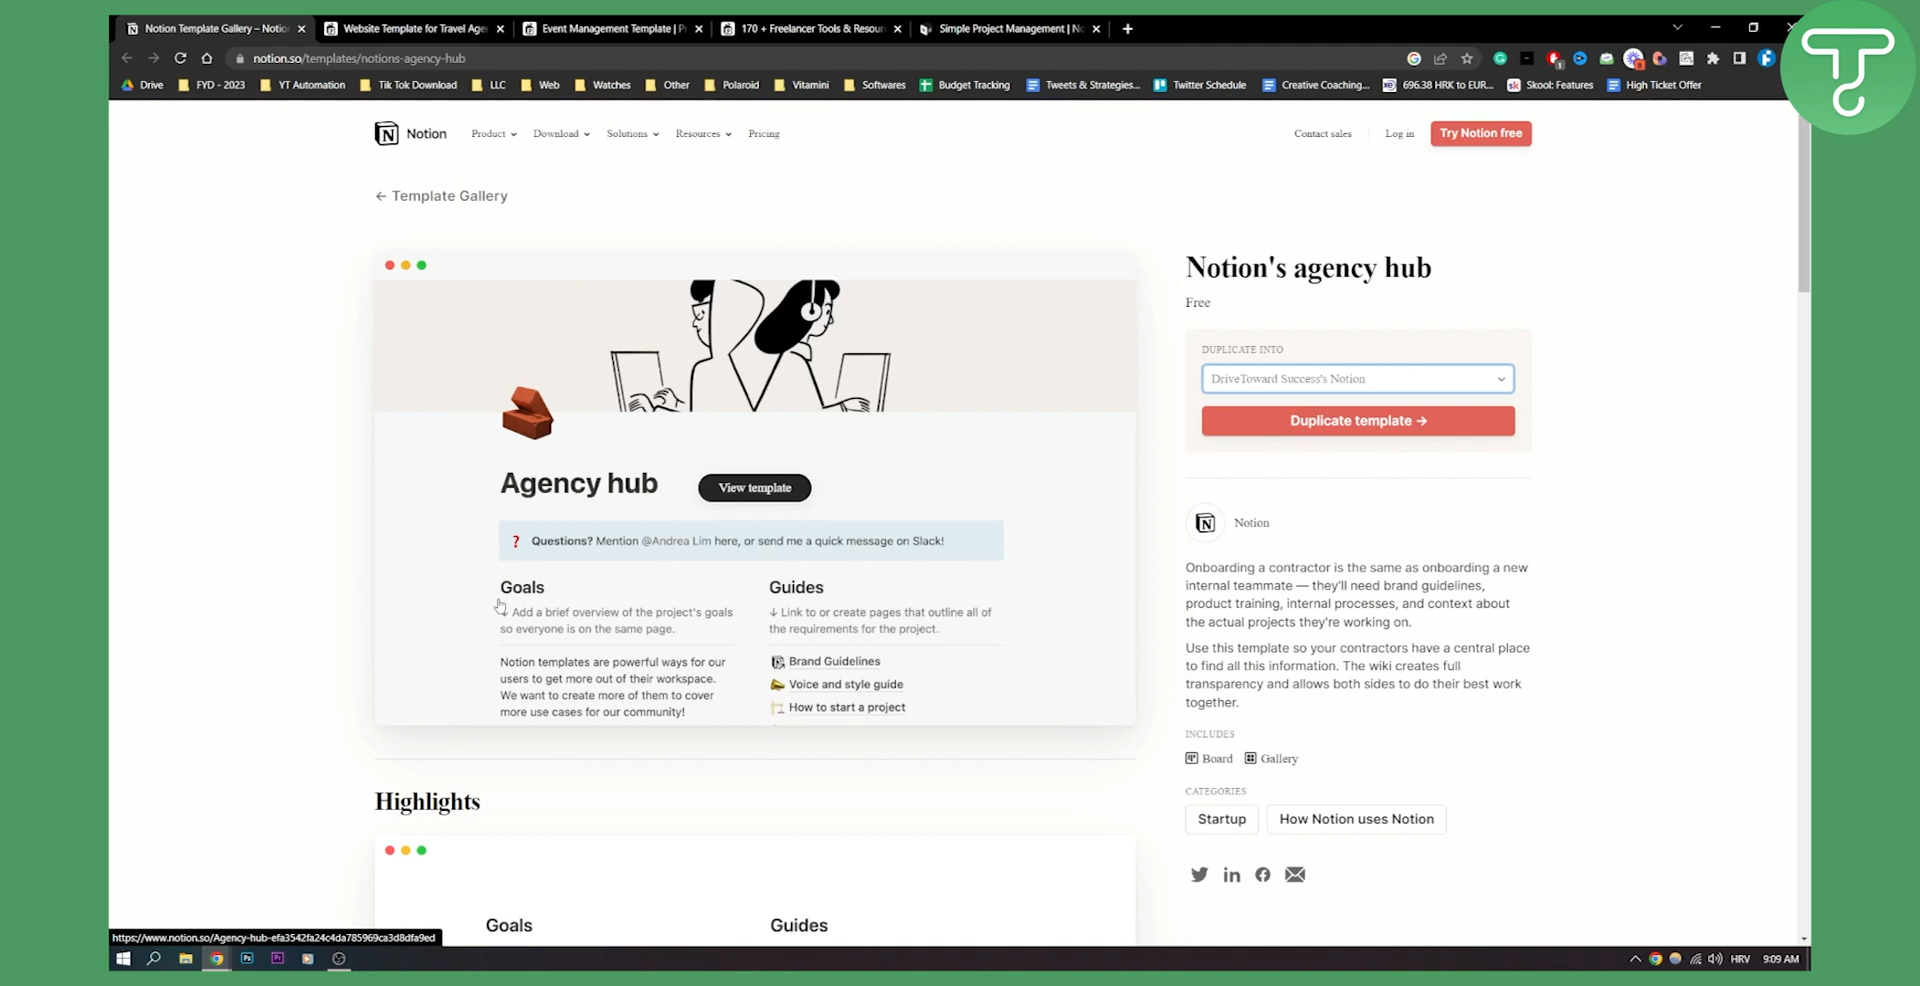 Notion Template Gallery – Notio
Website Template for Travel Age
Event Management Template | P
170 + Freelancer Tools & Resour
Simple Project Management | No
notion.so/templates/notions-agency-hub
Drive
FYD - 2023
YT Automation
Tik Tok Download
LLC
Web
Watches
Other
Polaroid
Vitamini
Softwares
Budget Tracking
Tweets & Strategies...
Twitter Schedule
Creative Coaching...
696.38 HRK to EUR...
Skool: Features
High Ticket Offer
Notion
Product
Download
Solutions
Resources
Pricing
Contact sales
Log in
Try Notion free
← Template Gallery
Agency hub
View template
? Questions? Mention @Andrea Lim here, or send me a quick message on Slack!
Goals
Add a brief overview of the project's goals
so everyone is on the same page.
Notion templates are powerful ways for our
users to get more out of their workspace.
We want to create more of them to cover
more use cases for our community!
Guides
↓ Link to or create pages that outline all of
the requirements for the project.
Brand Guidelines
Voice and style guide
How to start a project
Highlights
Goals
Guides
Notion's agency hub
Free
DUPLICATE INTO
DriveToward Success's Notion
Duplicate template →
Notion
Onboarding a contractor is the same as onboarding a new
internal teammate — they'll need brand guidelines,
product training, internal processes, and context about
the actual projects they're working on.
Use this template so your contractors have a central place
to find all this information. The wiki creates full
transparency and allows both sides to do their best work
together.
INCLUDES
Board
Gallery
CATEGORIES
Startup
How Notion uses Notion
https://www.notion.so/Agency-hub-efa3542fa24c4da785969ca3d8dfa9ed
HRV
9:09 AM